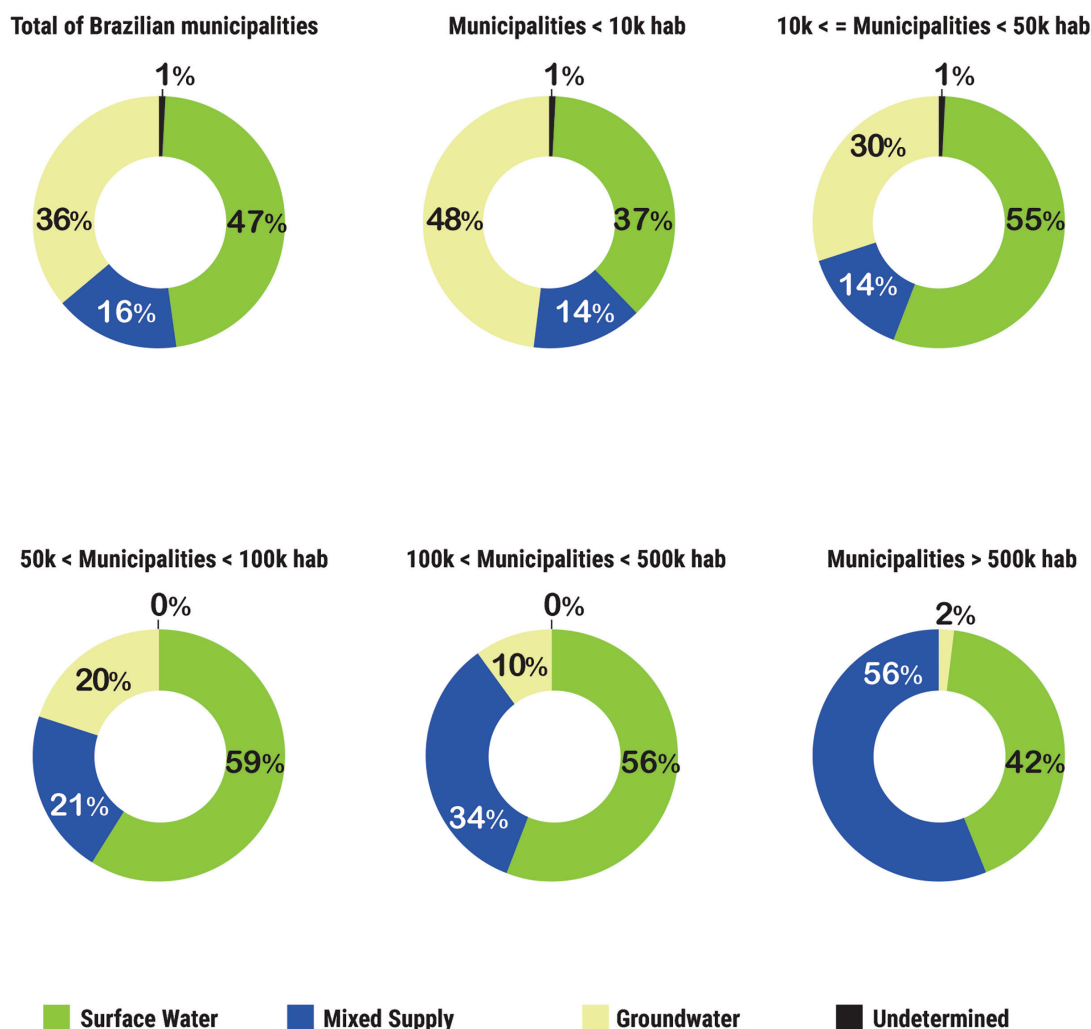 Total of Brazilian municipalities
Municipalities < 10k hab
10k < = Municipalities < 50k hab
1%
1%
1%
36%
47%
16%
48%
37%
14%
30%
55%
14%
50k < Municipalities < 100k hab
100k < Municipalities < 500k hab
Municipalities > 500k hab
0%
0%
2%
20%
59%
21%
10%
56%
34%
56%
42%
Surface Water
Mixed Supply
Groundwater
Undetermined